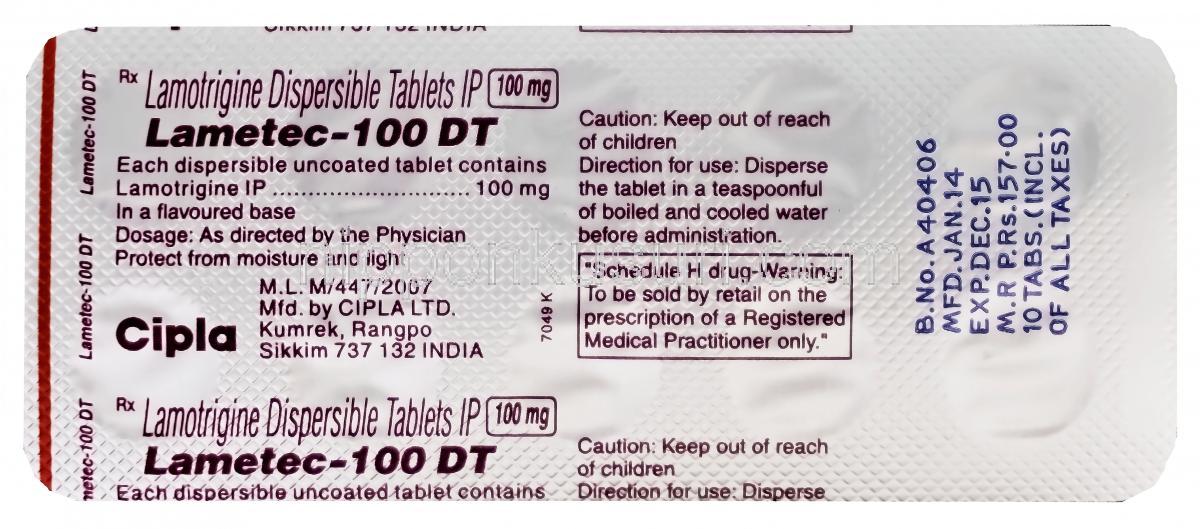 Sikkim 737 132 INDIA
Rx Lamotrigine Dispersible Tablets IP 100 mg
Lametec-100 DT
Each dispersible uncoated tablet contains
Lamotrigine IP ............................ 100 mg
In a flavoured base
Dosage: As directed by the Physician
Protect from moisture and light
M.L. M/447/2007
Mfd. by CIPLA LTD.
Kumrek, Rangpo
Sikkim 737 132 INDIA
Cipla
7049 K
Caution: Keep out of reach
of children
Direction for use: Disperse
the tablet in a teaspoonful
of boiled and cooled water
before administration.
"Schedule H drug-Warning:
To be sold by retail on the
prescription of a Registered
Medical Practitioner only."
B.No.A40406
MFD.JAN.14
EXP.DEC.15
M.R P.Rs.157.00
10 TABS.(INCL.
OF ALL TAXES)
Lametec-100 DT
Lametec-100 DT
Lametec-100 DT
Rx Lamotrigine Dispersible Tablets IP 100 mg
Lametec-100 DT
Each dispersible uncoated tablet contains
Caution: Keep out of reach
of children
Direction for use: Disperse